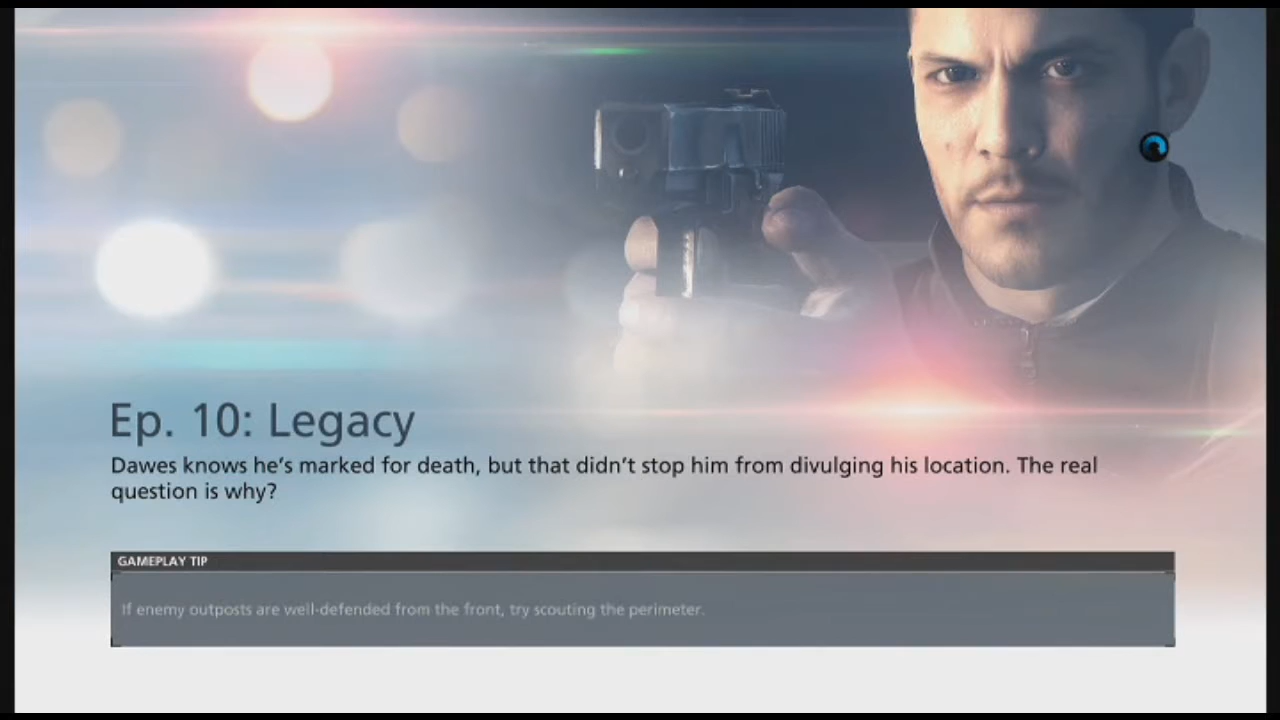 Ep. 10: Legacy
Dawes knows he's marked for death, but that didn't stop him from divulging his location. The real
question is why?
GAMEPLAY TIP
If enemy outposts are well-defended from the front, try scouting the perimeter.